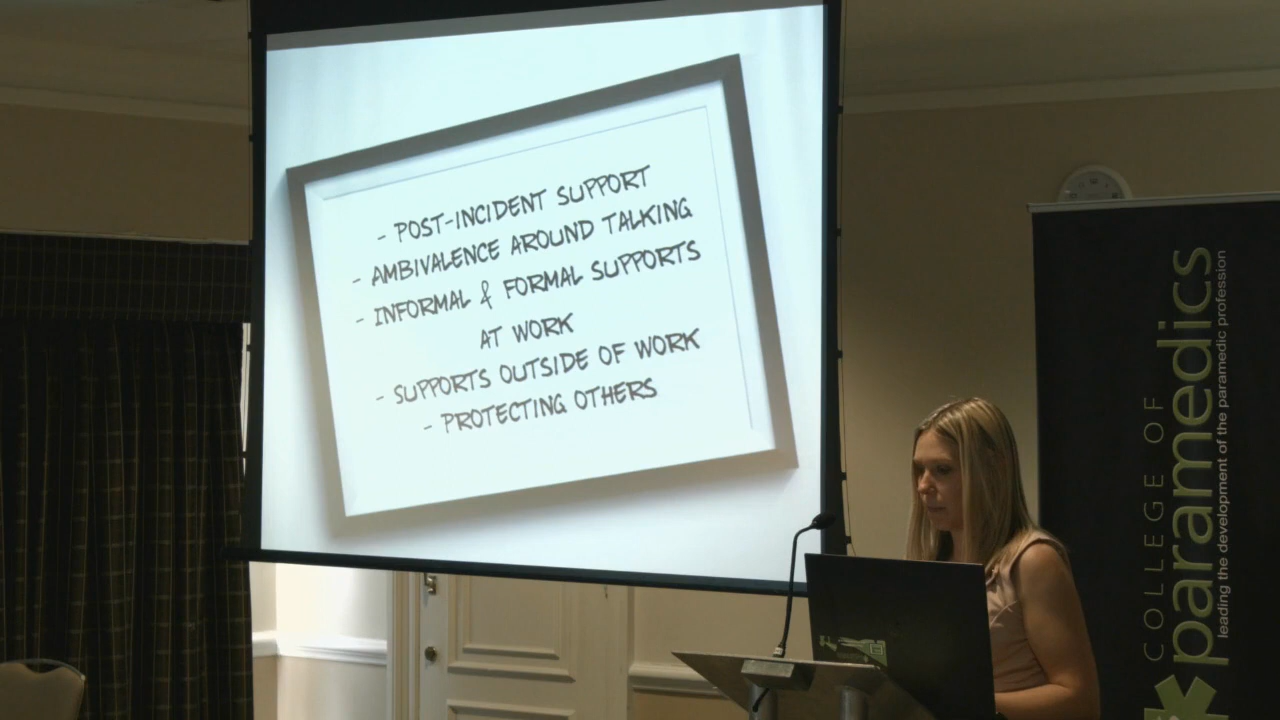 - POST-INCIDENT SUPPORT
- AMBIVALENCE AROUND TALKING
- INFORMAL & FORMAL SUPPORTS
AT WORK
- SUPPORTS OUTSIDE OF WORK
- PROTECTING OTHERS
COLLEGE OF
paramedics
leading the development of the paramedic profession